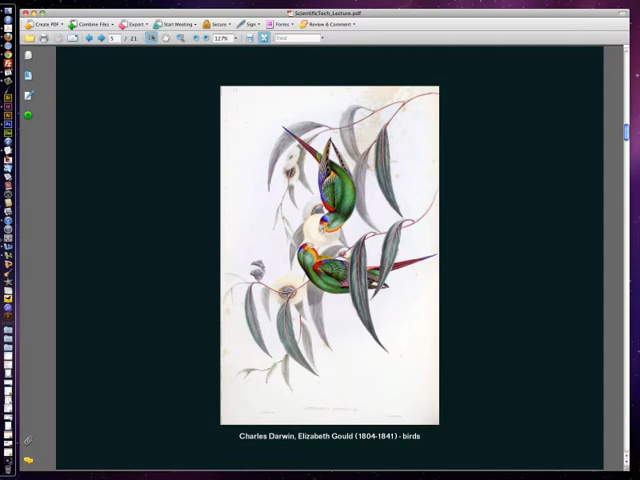 ScientificTech_Lecture.pdf
Create PDF Combine Files Export Start Meeting Secure Sign Forms Review & Comment
5 / 21 127% Find
Charles Darwin, Elizabeth Gould (1804-1841) - birds